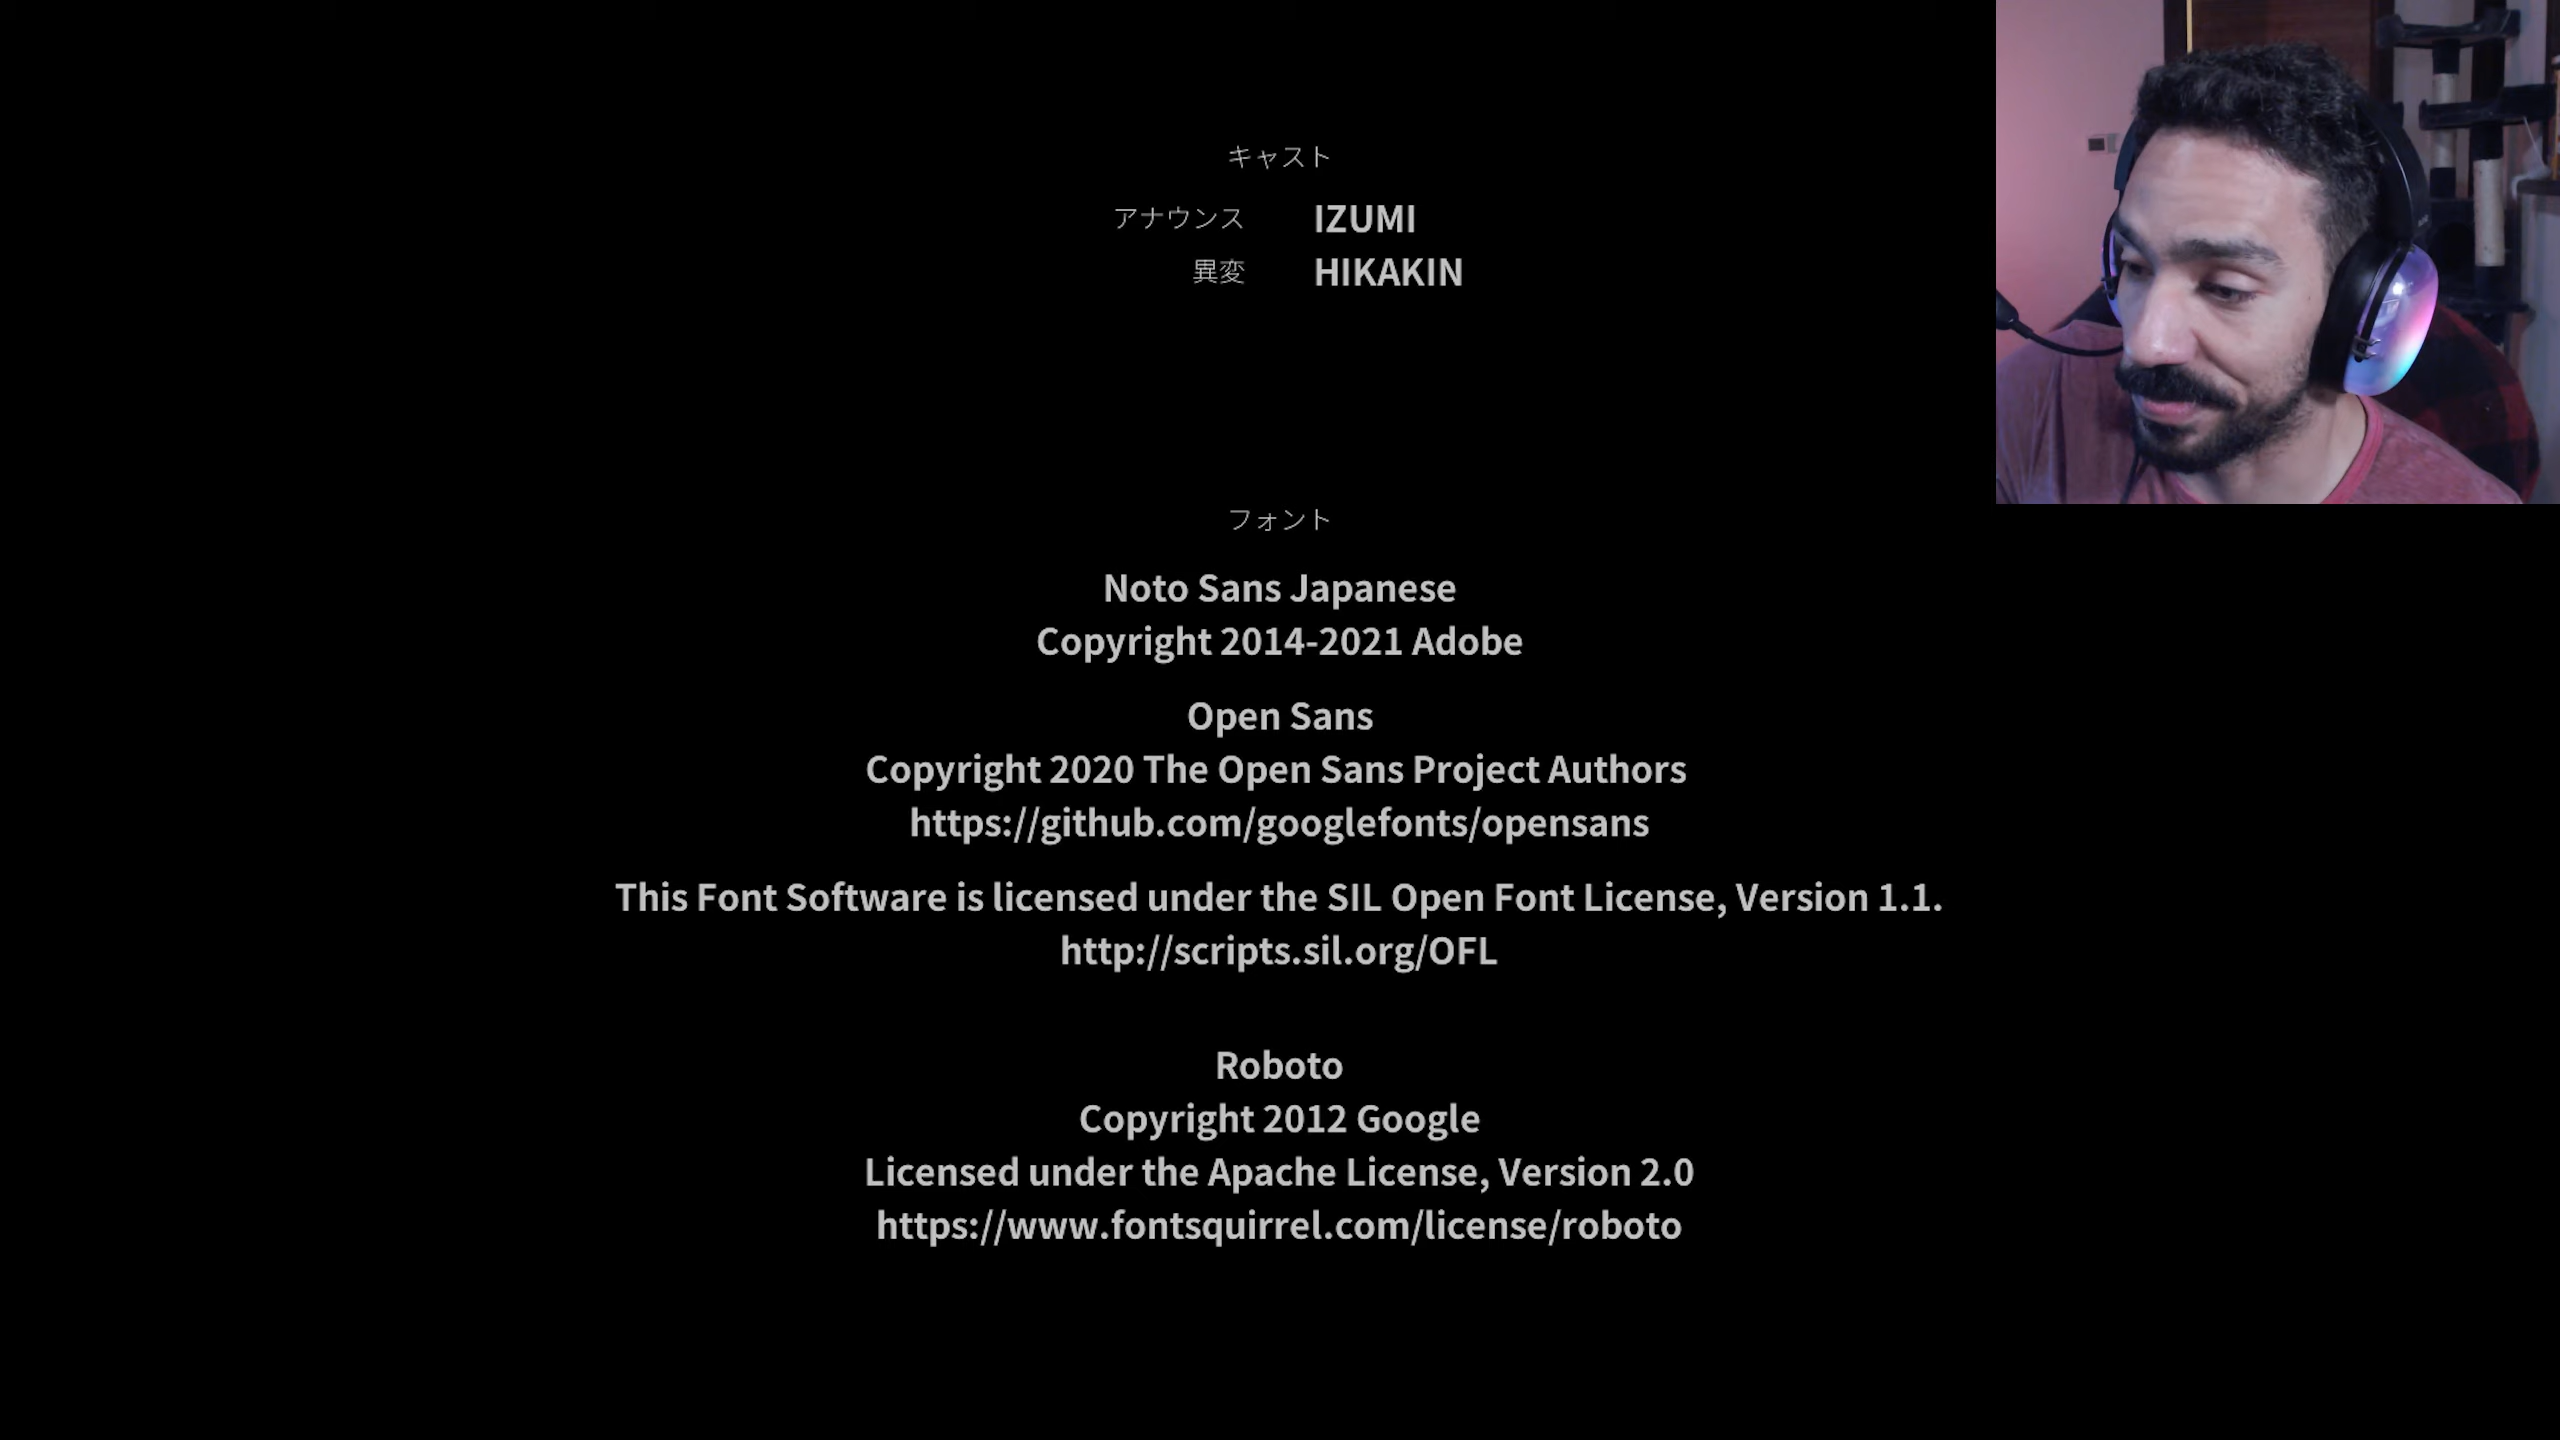 キャスト
アナウンス IZUMI
異変 HIKAKIN
フォント
Noto Sans Japanese
Copyright 2014-2021 Adobe
Open Sans
Copyright 2020 The Open Sans Project Authors
https://github.com/googlefonts/opensans
This Font Software is licensed under the SIL Open Font License, Version 1.1.
http://scripts.sil.org/OFL
Roboto
Copyright 2012 Google
Licensed under the Apache License, Version 2.0
https://www.fontsquirrel.com/license/roboto